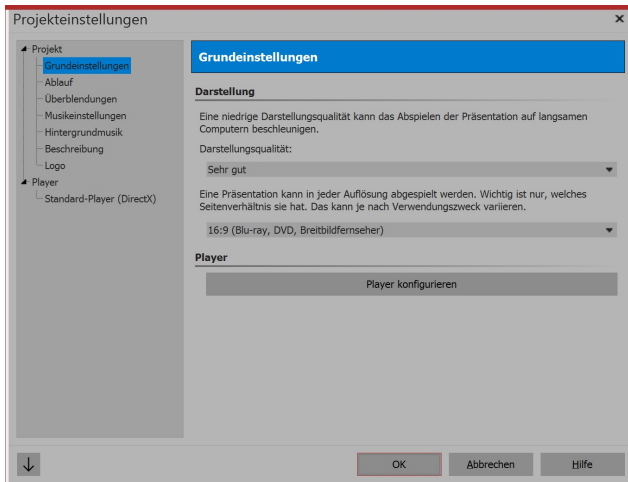 Projekteinstellungen
Projekt
Grundeinstellungen
Ablauf
Überblendungen
Musikeinstellungen
Hintergrundmusik
Beschreibung
Logo
Player
Standard-Player (DirectX)
Grundeinstellungen
Darstellung
Eine niedrige Darstellungsqualität kann das Abspielen der Präsentation auf langsamen
Computern beschleunigen.
Darstellungsqualität:
Sehr gut
Eine Präsentation kann in jeder Auflösung abgespielt werden. Wichtig ist nur, welches
Seitenverhältnis sie hat. Das kann je nach Verwendungszweck variieren.
16:9 (Blu-ray, DVD, Breitbildfernseher)
Player
Player konfigurieren
OK
Abbrechen
Hilfe